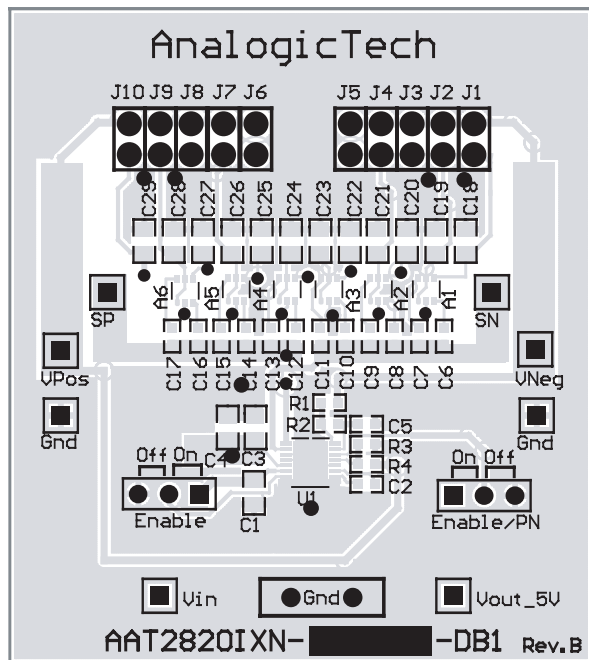 AnalogicTech
J10 J9 J8 J7 J6 J5 J4 J3 J2 J1
C29 C28 C27 C26 C25 C24 C23 C22 C21 C20 C19 C18
SP A6 A5 A4 A3 A2 A1 SN
C17 C16 C15 C14 C13 C12 C11 C10 C9 C8 C7 C6
VPos VNeg
R1
Gnd Gnd
R2 C5
Off On C4 C3 R3 On Off
R4
C2
Enable C1 U1 Enable/PN
Vin Gnd Vout_5V
AAT2820IXN- -DB1 Rev.B